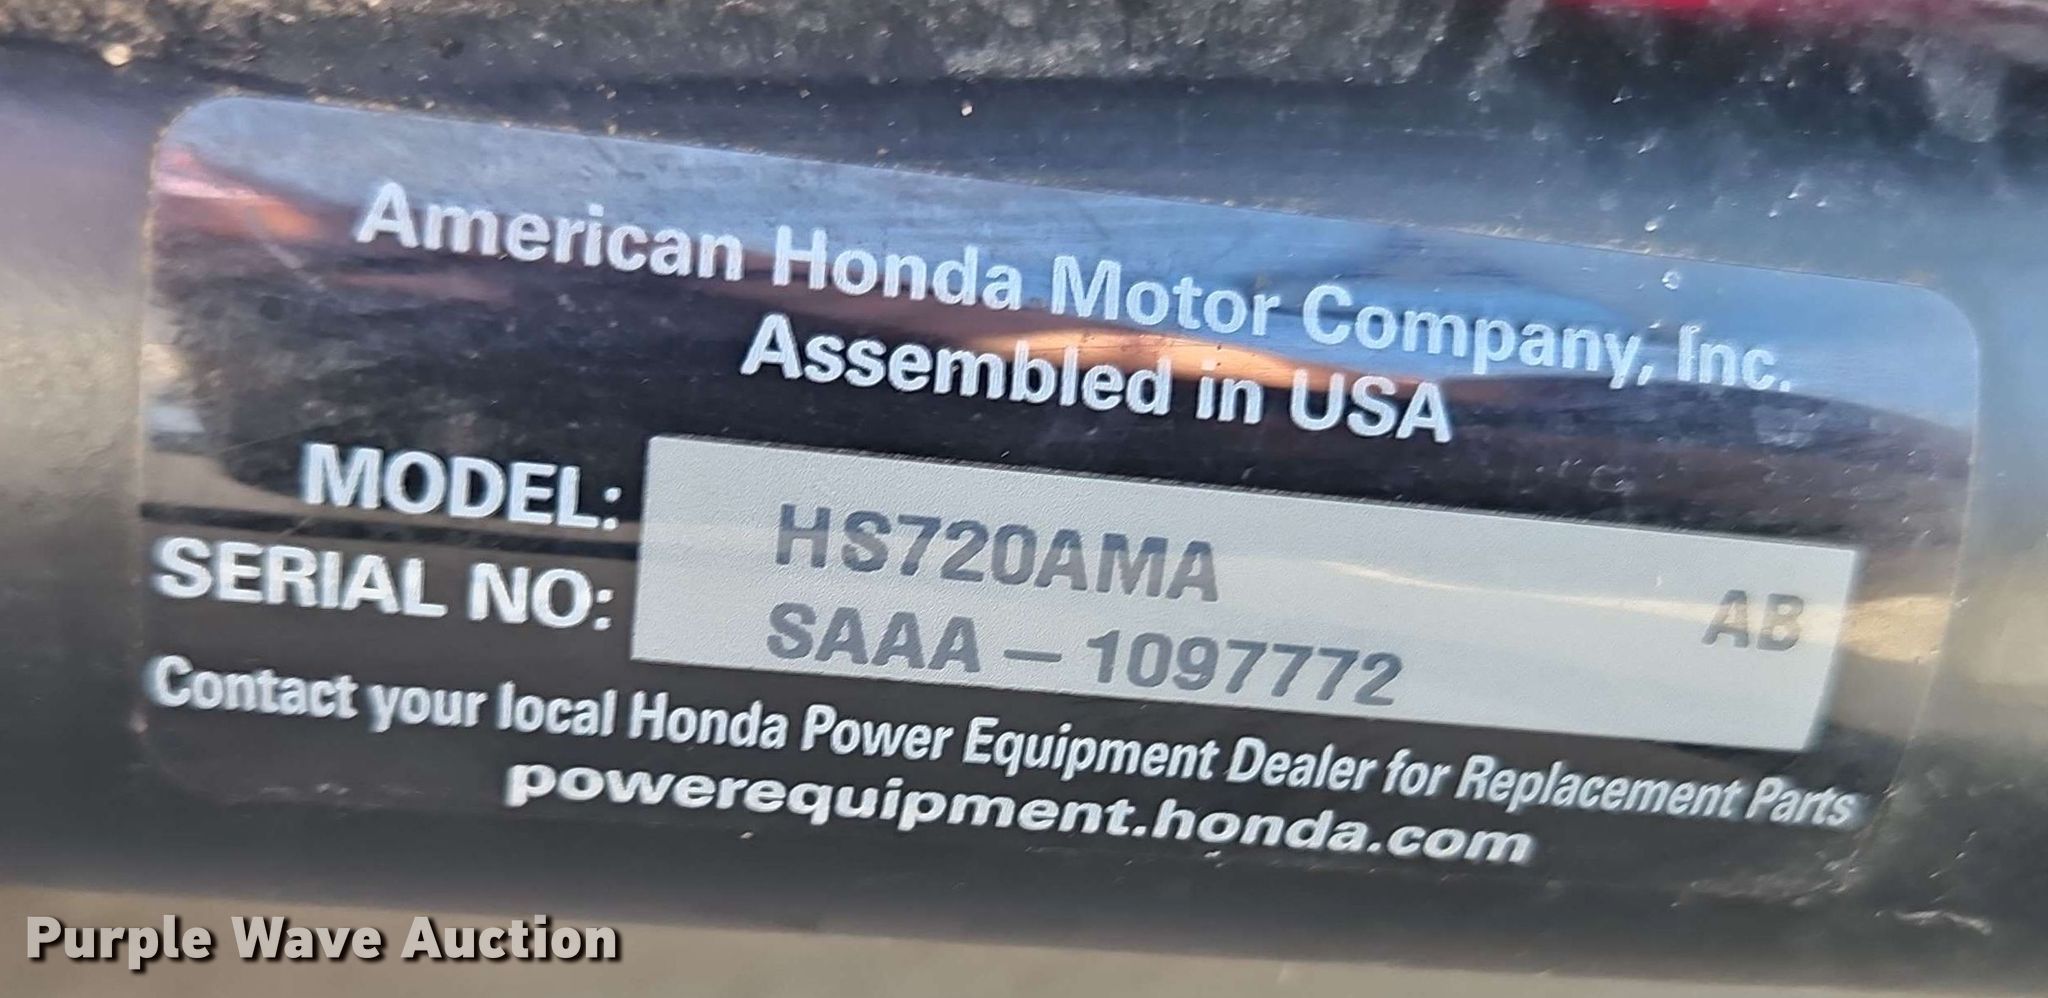 American Honda Motor Company, Inc.
Assembled in USA
MODEL: HS720AMA AB
SERIAL NO: SAAA – 1097772
Contact your local Honda Power Equipment Dealer for Replacement Parts
powerequipment.honda.com
Purple Wave Auction